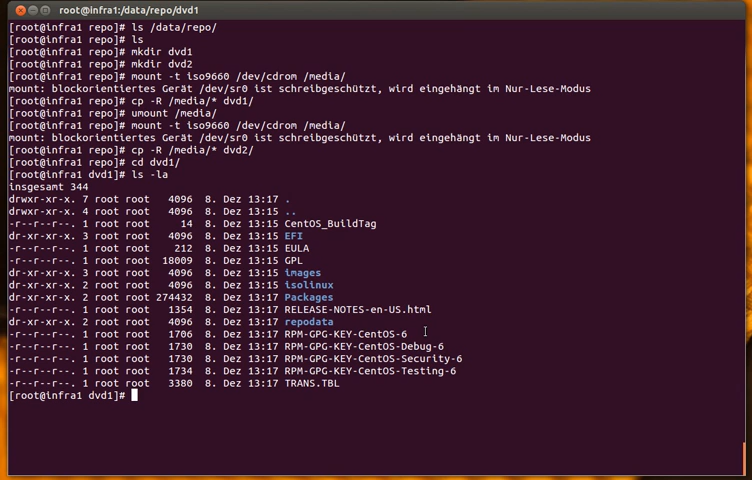 root@infra1:/data/repo/dvd1
[root@infra1 repo]# ls /data/repo/
[root@infra1 repo]# ls
[root@infra1 repo]# mkdir dvd1
[root@infra1 repo]# mkdir dvd2
[root@infra1 repo]# mount -t iso9660 /dev/cdrom /media/
mount: blockorientiertes Gerät /dev/sr0 ist schreibgeschützt, wird eingehängt im Nur-Lese-Modus
[root@infra1 repo]# cp -R /media/* dvd1/
[root@infra1 repo]# umount /media/
[root@infra1 repo]# mount -t iso9660 /dev/cdrom /media/
mount: blockorientiertes Gerät /dev/sr0 ist schreibgeschützt, wird eingehängt im Nur-Lese-Modus
[root@infra1 repo]# cp -R /media/* dvd2/
[root@infra1 repo]# cd dvd1/
[root@infra1 dvd1]# ls -la
insgesamt 344
drwxr-xr-x. 7 root root   4096  8. Dez 13:17 .
drwxr-xr-x. 4 root root   4096  8. Dez 13:15 ..
-r--r--r--. 1 root root     14  8. Dez 13:15 CentOS_BuildTag
dr-xr-xr-x. 3 root root   4096  8. Dez 13:15 EFI
-r--r--r--. 1 root root    212  8. Dez 13:15 EULA
-r--r--r--. 1 root root  18009  8. Dez 13:15 GPL
dr-xr-xr-x. 3 root root   4096  8. Dez 13:15 images
dr-xr-xr-x. 2 root root   4096  8. Dez 13:15 isolinux
dr-xr-xr-x. 2 root root 274432  8. Dez 13:17 Packages
-r--r--r--. 1 root root   1354  8. Dez 13:17 RELEASE-NOTES-en-US.html
dr-xr-xr-x. 2 root root   4096  8. Dez 13:17 repodata
-r--r--r--. 1 root root   1706  8. Dez 13:17 RPM-GPG-KEY-CentOS-6
-r--r--r--. 1 root root   1730  8. Dez 13:17 RPM-GPG-KEY-CentOS-Debug-6
-r--r--r--. 1 root root   1730  8. Dez 13:17 RPM-GPG-KEY-CentOS-Security-6
-r--r--r--. 1 root root   1734  8. Dez 13:17 RPM-GPG-KEY-CentOS-Testing-6
-r--r--r--. 1 root root   3380  8. Dez 13:17 TRANS.TBL
[root@infra1 dvd1]#